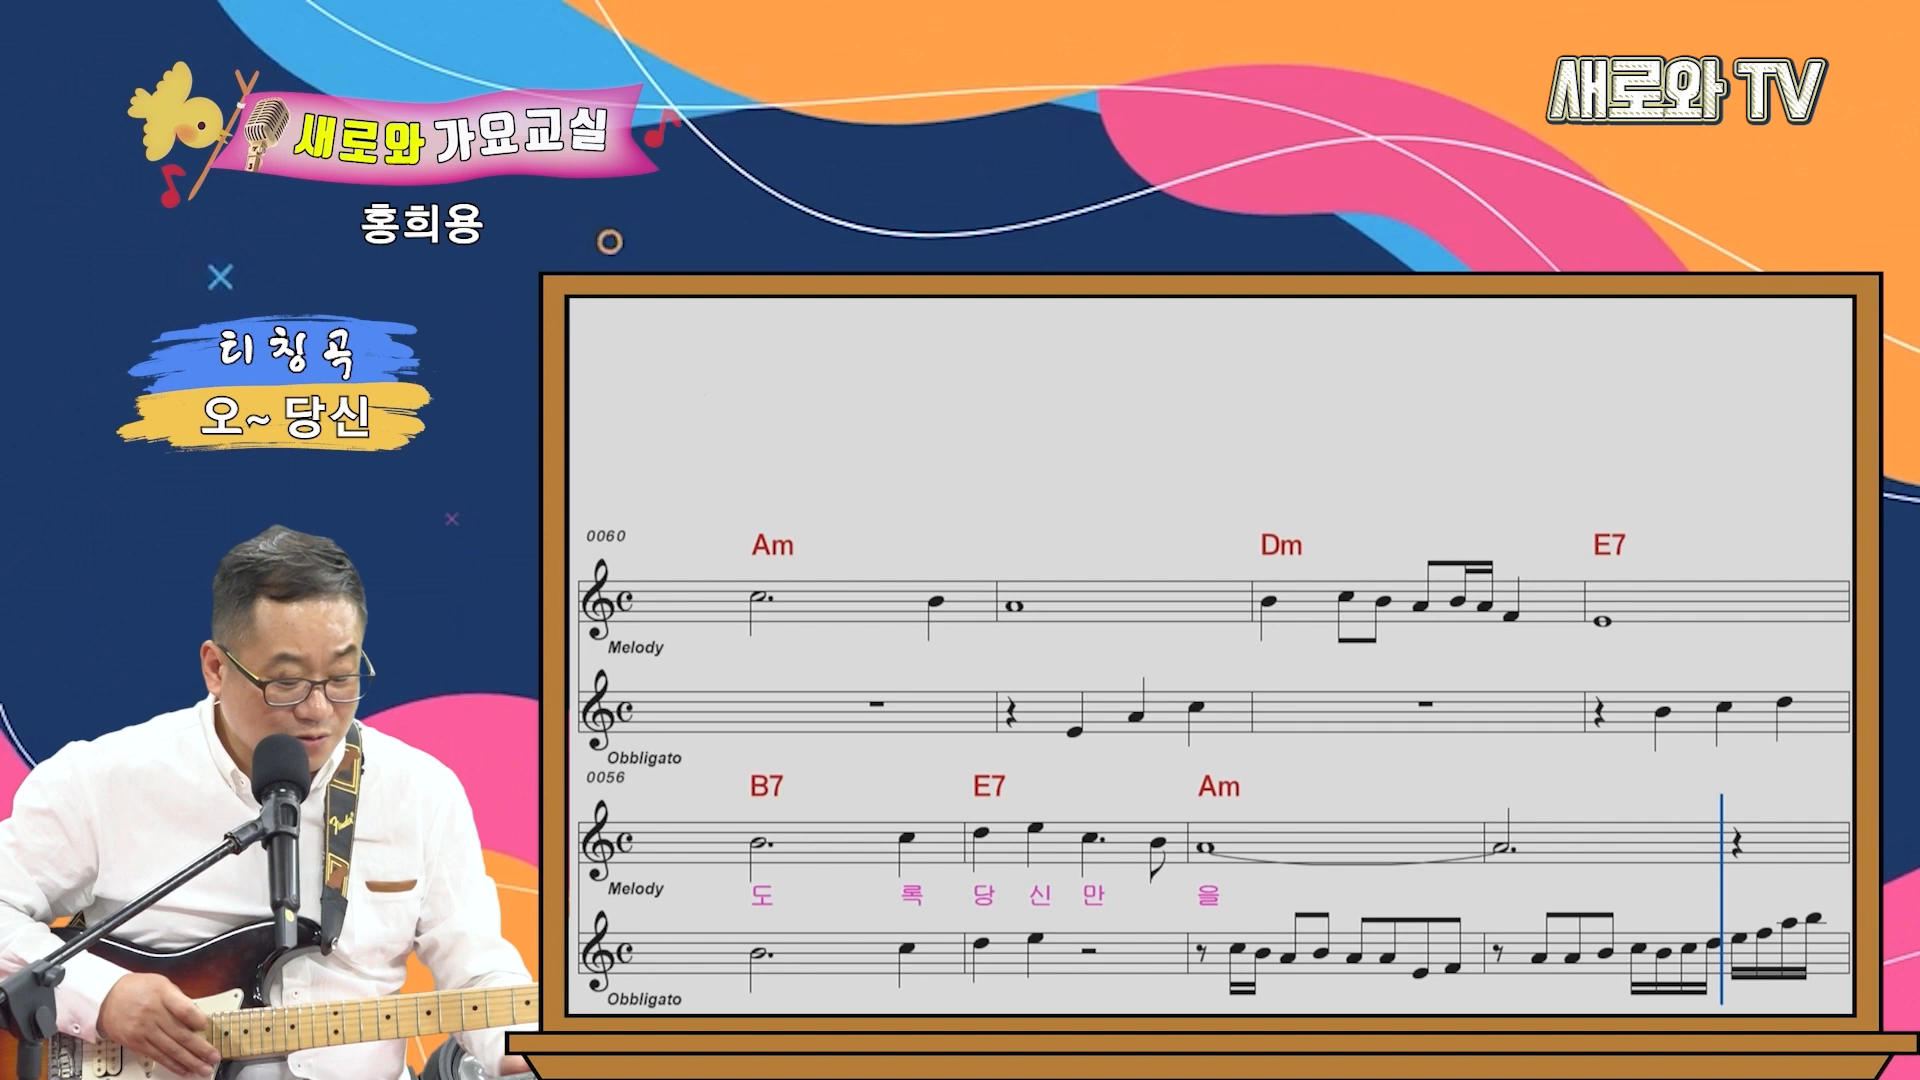 새로와 TV
새로와 가요교실
홍희용
티칭곡
오~ 당신
0060
Am Dm E7
Melody
Obbligato
0056
B7 E7 Am
Melody
도 록 당 신 만 을
Obbligato
Fender